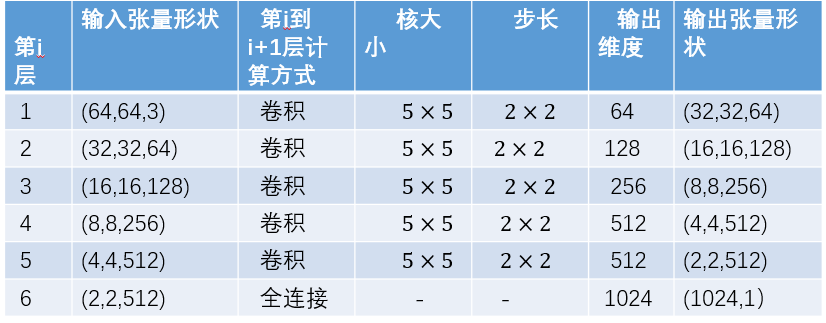 第i层 输入张量形状 第i到i+1层计算方式 核大小 步长 输出维度 输出张量形状
1 (64,64,3) 卷积 5 × 5 2 × 2 64 (32,32,64)
2 (32,32,64) 卷积 5 × 5 2 × 2 128 (16,16,128)
3 (16,16,128) 卷积 5 × 5 2 × 2 256 (8,8,256)
4 (8,8,256) 卷积 5 × 5 2 × 2 512 (4,4,512)
5 (4,4,512) 卷积 5 × 5 2 × 2 512 (2,2,512)
6 (2,2,512) 全连接 - - 1024 (1024,1）